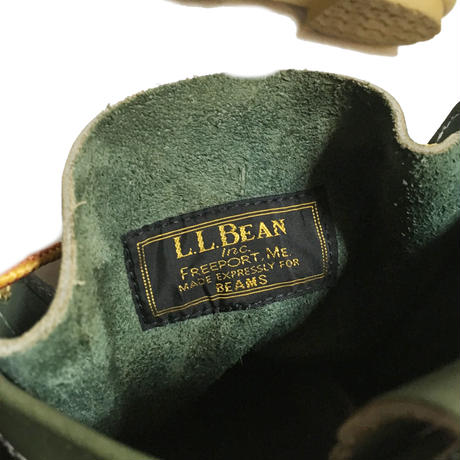 L.L.BEAN
Inc.
FREEPORT, ME.
MADE EXPRESSLY FOR
BEAMS